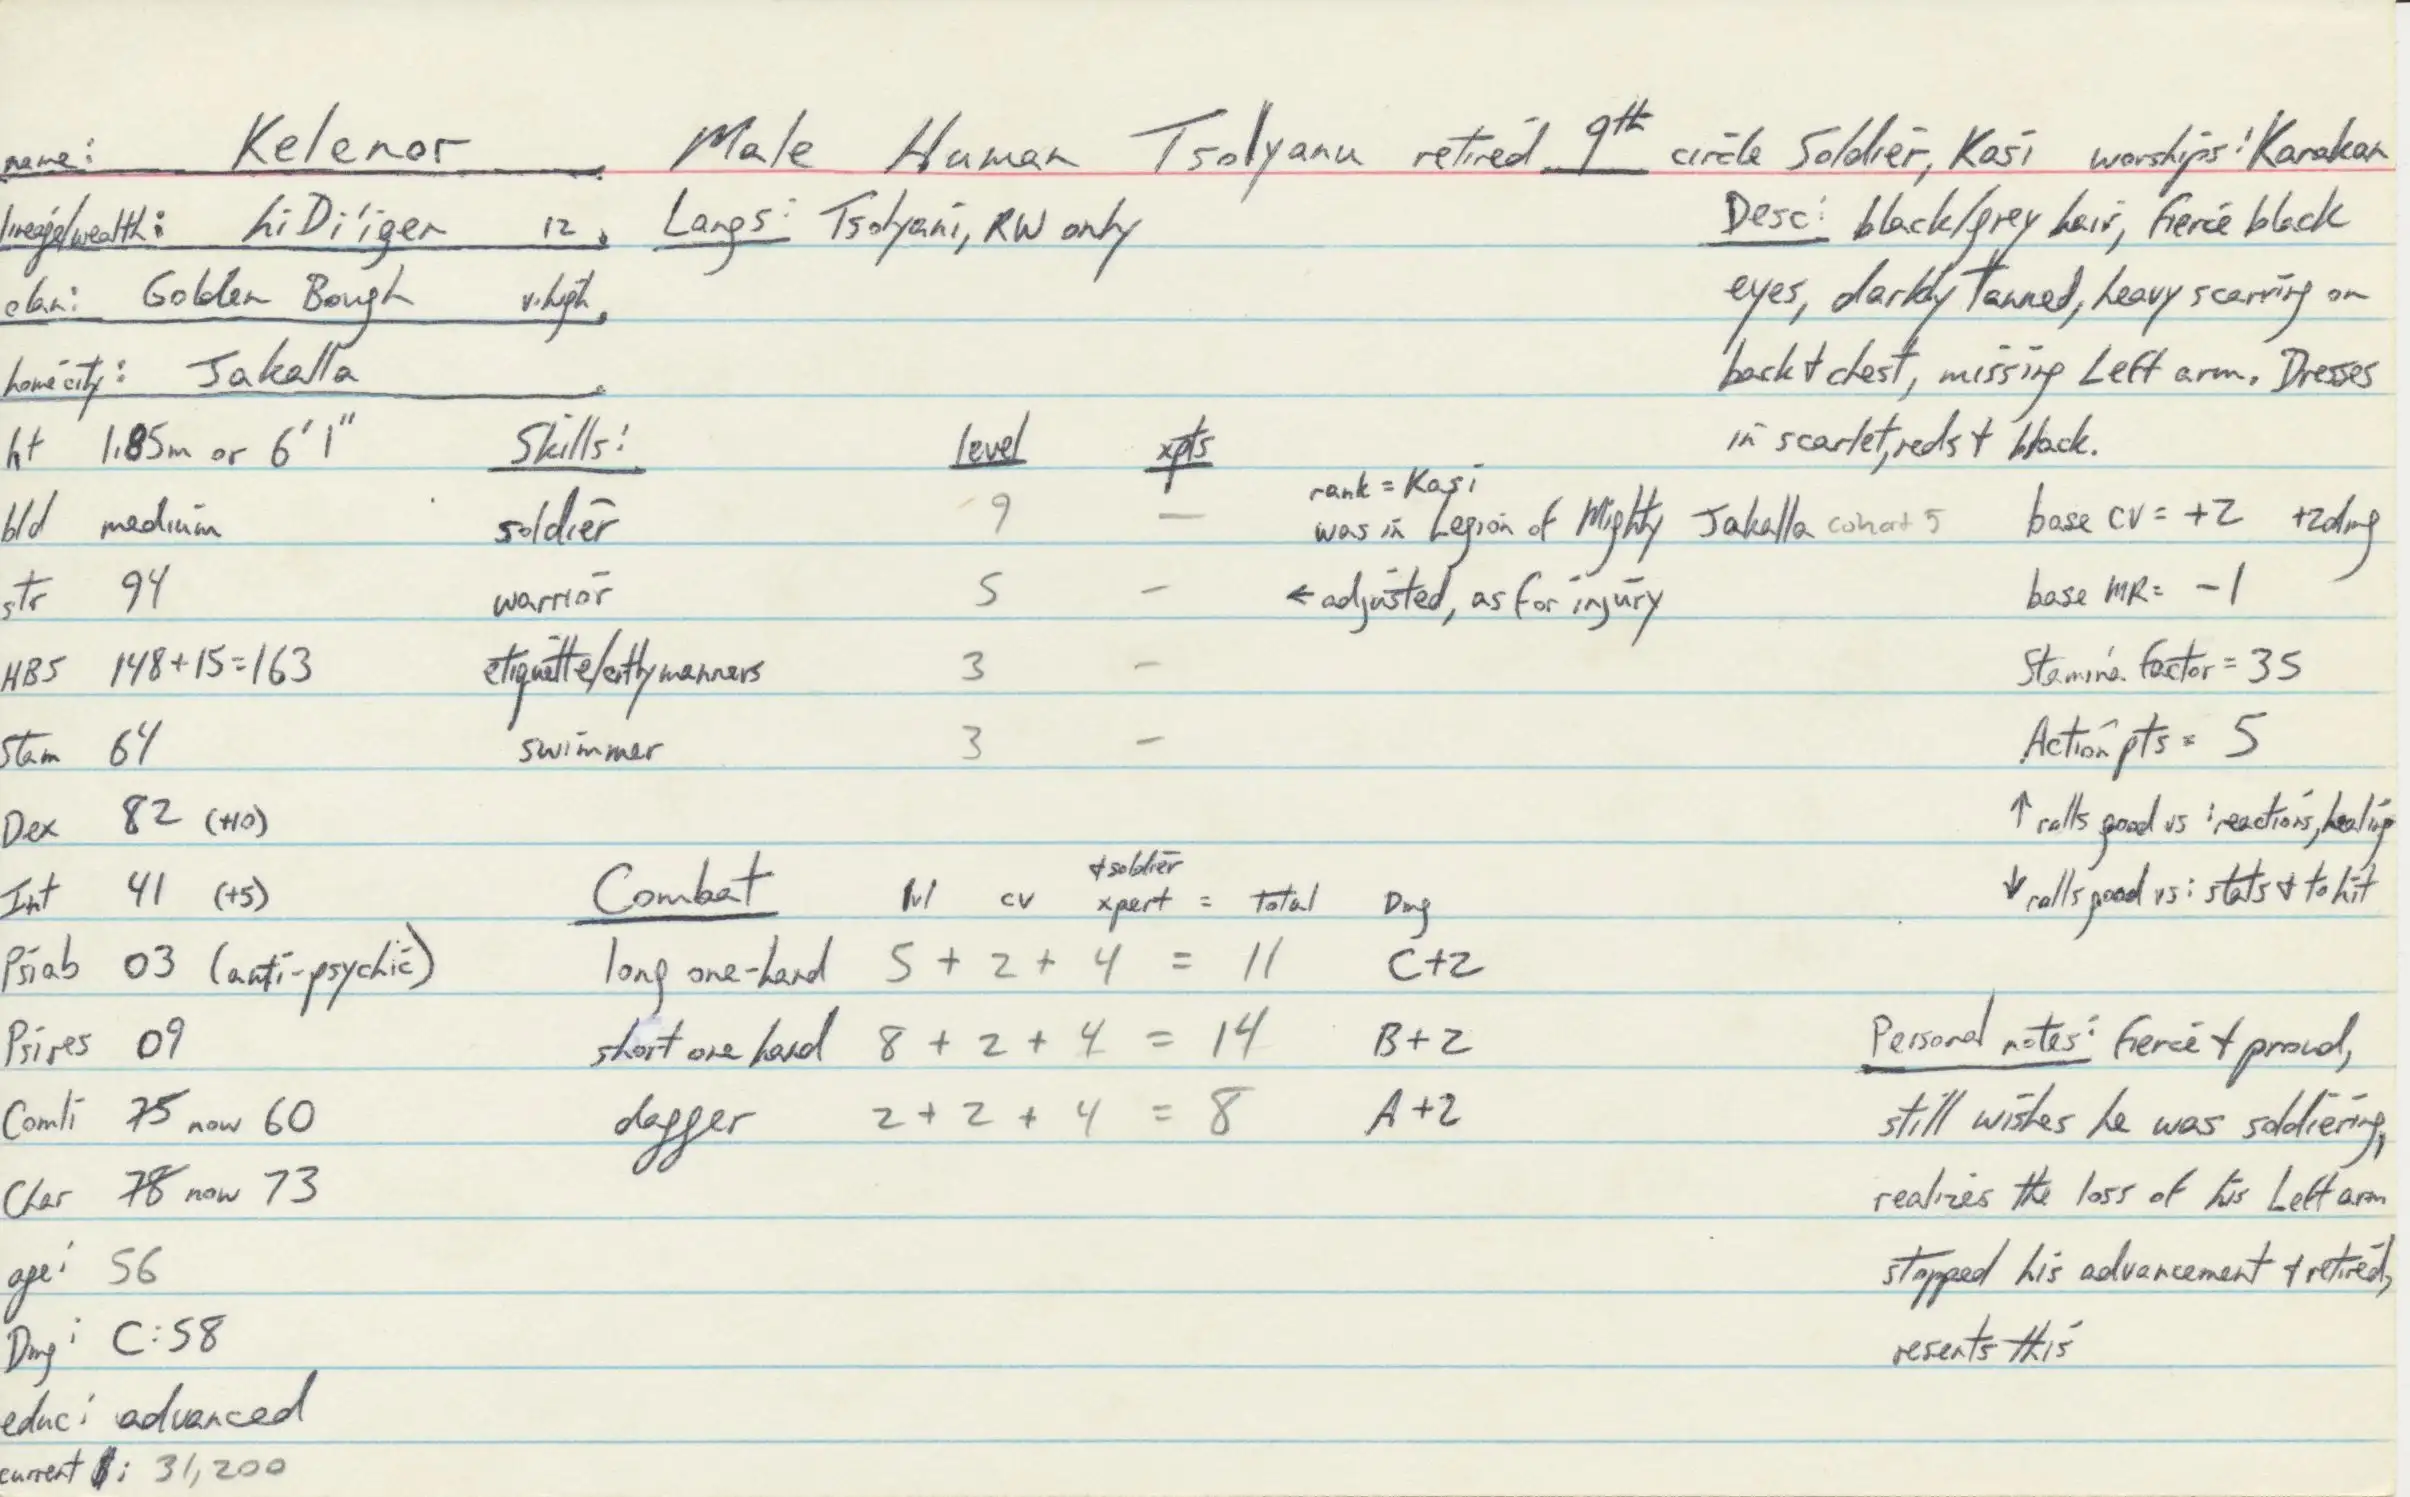 name: Kelenor Male Human Tsolyanu retired 9th circle Soldier, Kasi worships: Karakan
lineage/wealth: hiDi'iger 12 Langs: Tsolyani, RW only Desc: black/grey hair, fierce black
clan: Golden Bough v.high eyes, darkly tanned, heavy scarring on
home city: Jakalla back + chest, missing Left arm. Dresses
ht 1.85m or 6'1" Skills: level xpts in scarlet, reds + black.
rank = Kasi
bld medium soldier 9 — was in Legion of Mighty Jakalla cohort 5 base CV = +2 +2dmg
str 94 warrior 5 — ← adjusted, as for injury base MR = -1
HBS 148+15=163 etiquette/ manners 3 — Stamina factor = 35
Stam 64 swimmer 3 — Action pts = 5
Dex 82 (+10) ↑ rolls good vs: reactions, healing
+soldier
Int 41 (+5) Combat lvl cv xpert = Total Dmg ↓ rolls good vs: stats + to hit
Psiab 03 (anti-psychic) long one-hand 5 + 2 + 4 = 11 C+2
Psires 09 short one hand 8 + 2 + 4 = 14 B+2 Personal notes: fierce + proud,
Comli 75 now 60 dagger 2 + 2 + 4 = 8 A+2 still wishes he was soldiering,
Char 78 now 73 realizes the loss of his Left arm
age: 56 stopped his advancement + retired,
Dmg: C:58 resents this
educ: advanced
current $: 31,200